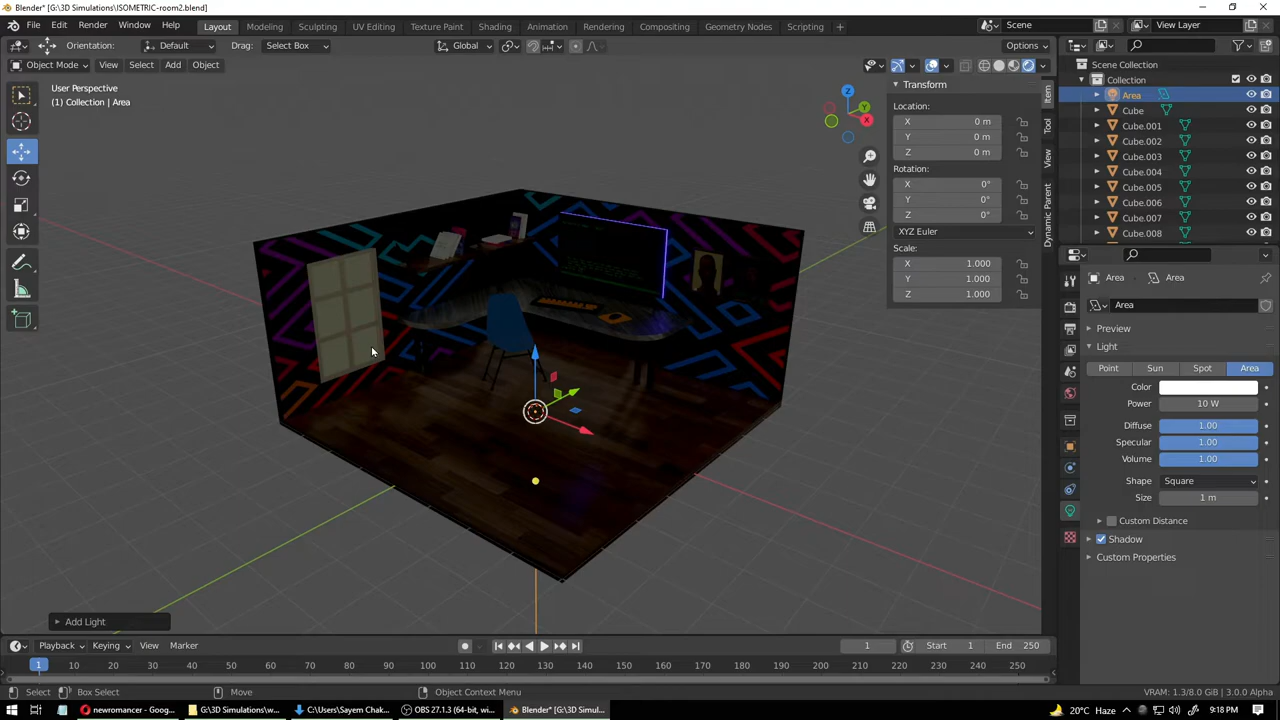 Blender* [G:\3D Simulations\ISOMETRIC-room2.blend]
File Edit Render Window Help
Layout Modeling Sculpting UV Editing Texture Paint Shading Animation Rendering Compositing Geometry Nodes Scripting +
Scene View Layer
Orientation: Default Drag: Select Box Global Options
Object Mode View Select Add Object
User Perspective
(1) Collection | Area
Z
Y
X
Item
Tool
View
Dynamic Parent
Transform
Location:
X 0 m
Y 0 m
Z 0 m
Rotation:
X 0°
Y 0°
Z 0°
XYZ Euler
Scale:
X 1.000
Y 1.000
Z 1.000
Scene Collection
Collection
Area
Cube
Cube.001
Cube.002
Cube.003
Cube.004
Cube.005
Cube.006
Cube.007
Cube.008
Area Area
Area
Preview
Light
Point Sun Spot Area
Color
Power 10 W
Diffuse 1.00
Specular 1.00
Volume 1.00
Shape Square
Size 1 m
Custom Distance
Shadow
Custom Properties
Add Light
Playback Keying View Marker 1 Start 1 End 250
1 10 20 30 40 50 60 70 80 90 100 110 120 130 140 150 160 170 180 190 200 210 220 230 240 250
Select Box Select Move Object Context Menu VRAM: 1.3/8.0 GiB | 3.0.0 Alpha
newromancer - Goog... G:\3D Simulations\w... C:\Users\Sayem Chak... OBS 27.1.3 (64-bit, wi... Blender* [G:\3D Simul... 20°C Haze 9:18 PM